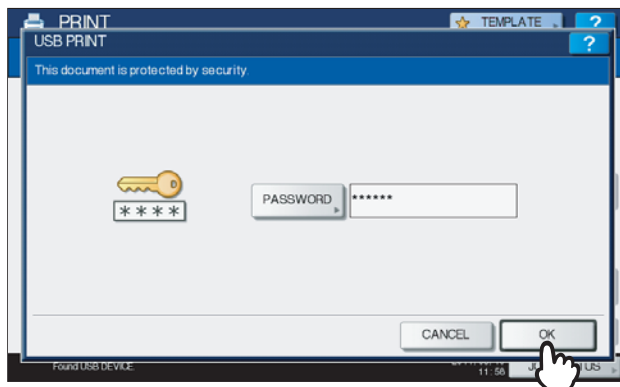 PRINT
TEMPLATE
?
USB PRINT
?
This document is protected by security.
* * * *
PASSWORD
******
CANCEL
OK
Found USB DEVICE.
11:56